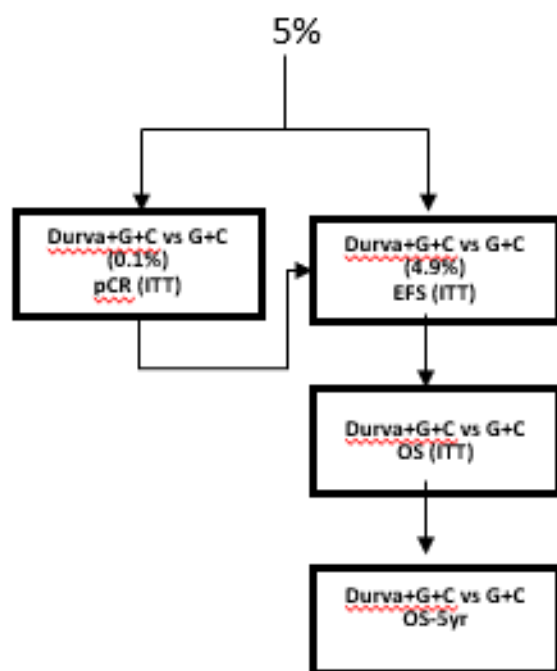 5%
Durva+G+C vs G+C
(0.1%)
pCR (ITT)
Durva+G+C vs G+C
(4.9%)
EFS (ITT)
Durva+G+C vs G+C
OS (ITT)
Durva+G+C vs G+C
OS-5yr